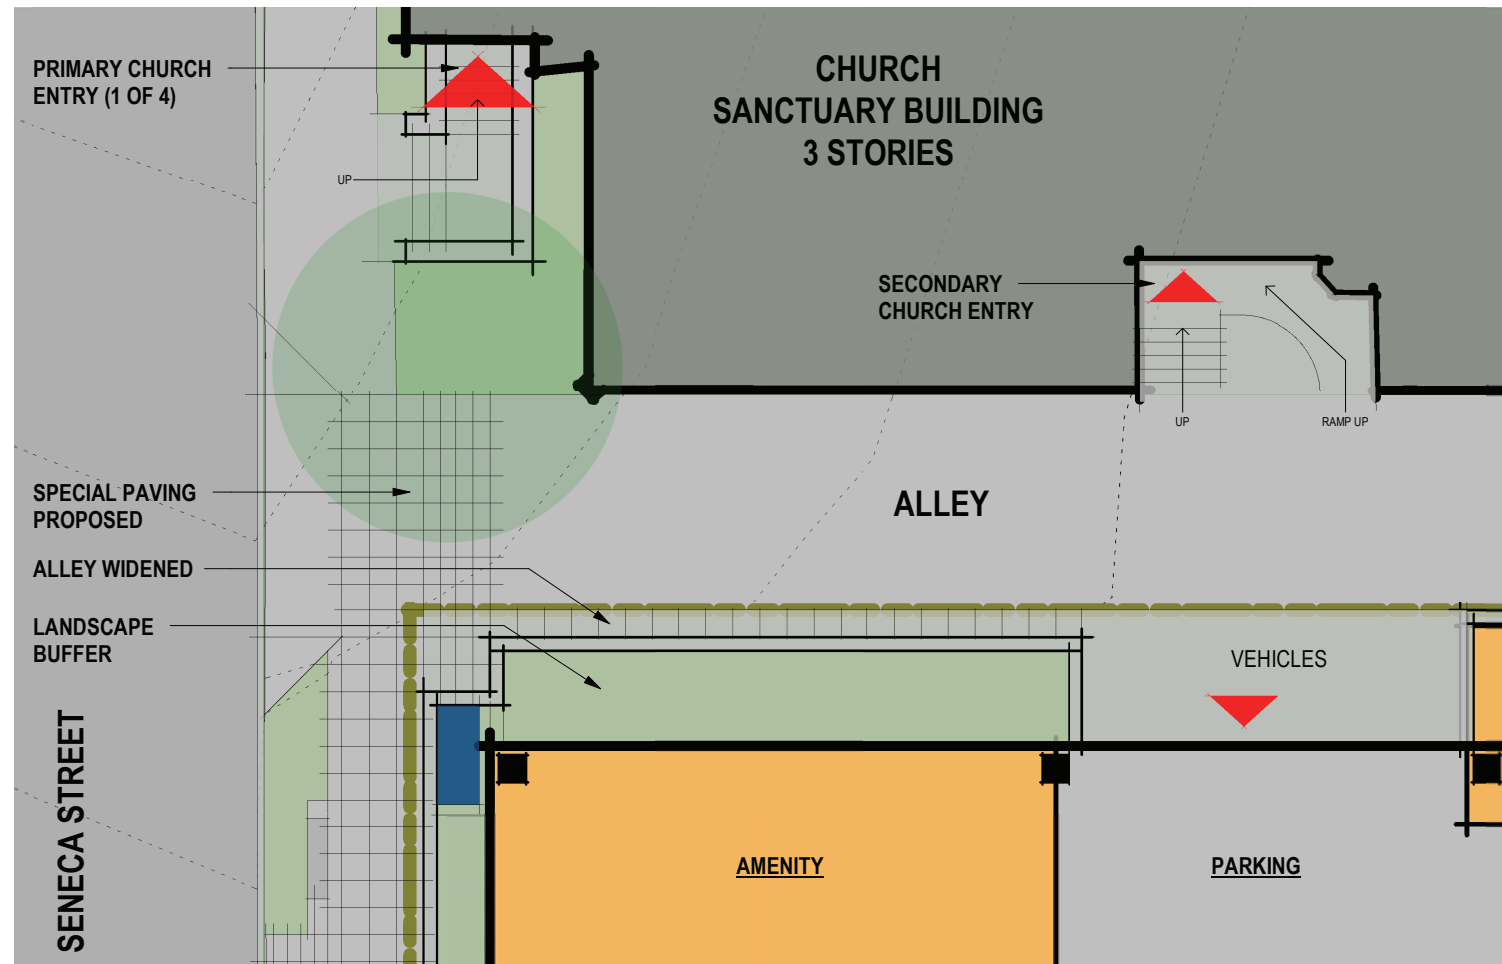 PRIMARY CHURCH
ENTRY (1 OF 4)
CHURCH
SANCTUARY BUILDING
3 STORIES
UP
SECONDARY
CHURCH ENTRY
UP
RAMP UP
SPECIAL PAVING
PROPOSED
ALLEY
ALLEY WIDENED
LANDSCAPE
BUFFER
VEHICLES
SENECA STREET
AMENITY
PARKING